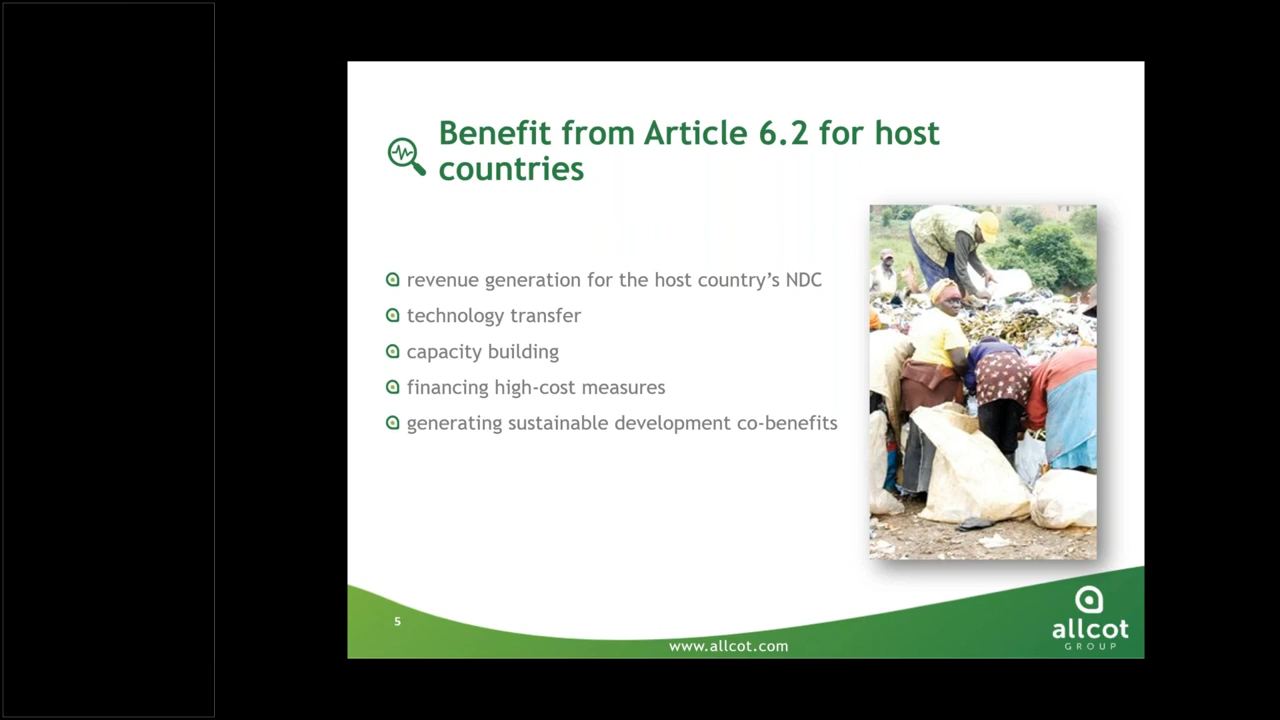 Benefit from Article 6.2 for host
countries
revenue generation for the host country’s NDC
technology transfer
capacity building
financing high-cost measures
generating sustainable development co-benefits
5
www.allcot.com
allcot
GROUP